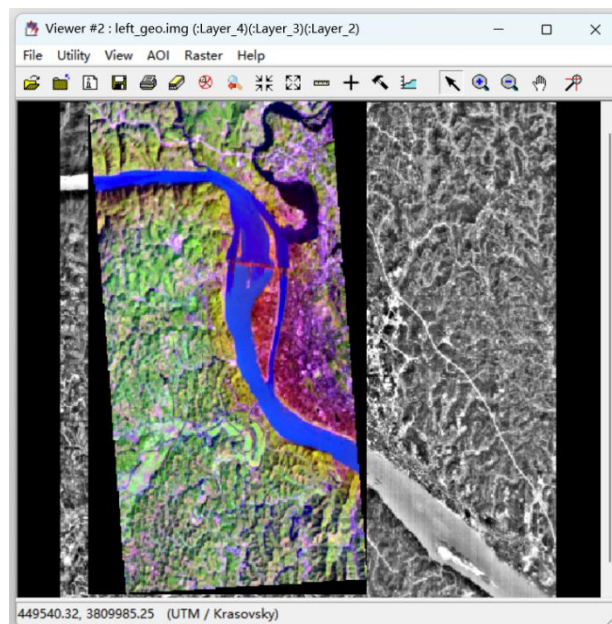 Viewer #2 : left_geo.img (:Layer_4)(:Layer_3)(:Layer_2)
File Utility View AOI Raster Help
449540.32, 3809985.25 (UTM / Krasovsky)